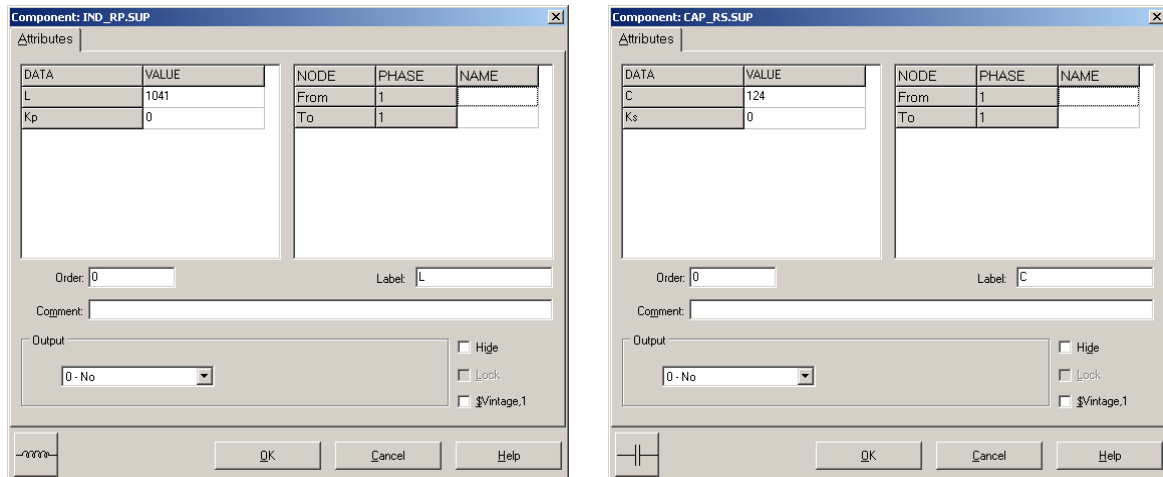 Component: IND_RP.SUP
Attributes
DATA VALUE
L 1041
Kp 0
NODE PHASE NAME
From 1
To 1
Order: 0
Label: L
Comment:
Output
0 - No
Hide
Lock
$Vintage,1
OK Cancel Help
Component: CAP_RS.SUP
Attributes
DATA VALUE
C 124
Ks 0
NODE PHASE NAME
From 1
To 1
Order: 0
Label: C
Comment:
Output
0 - No
Hide
Lock
$Vintage,1
OK Cancel Help